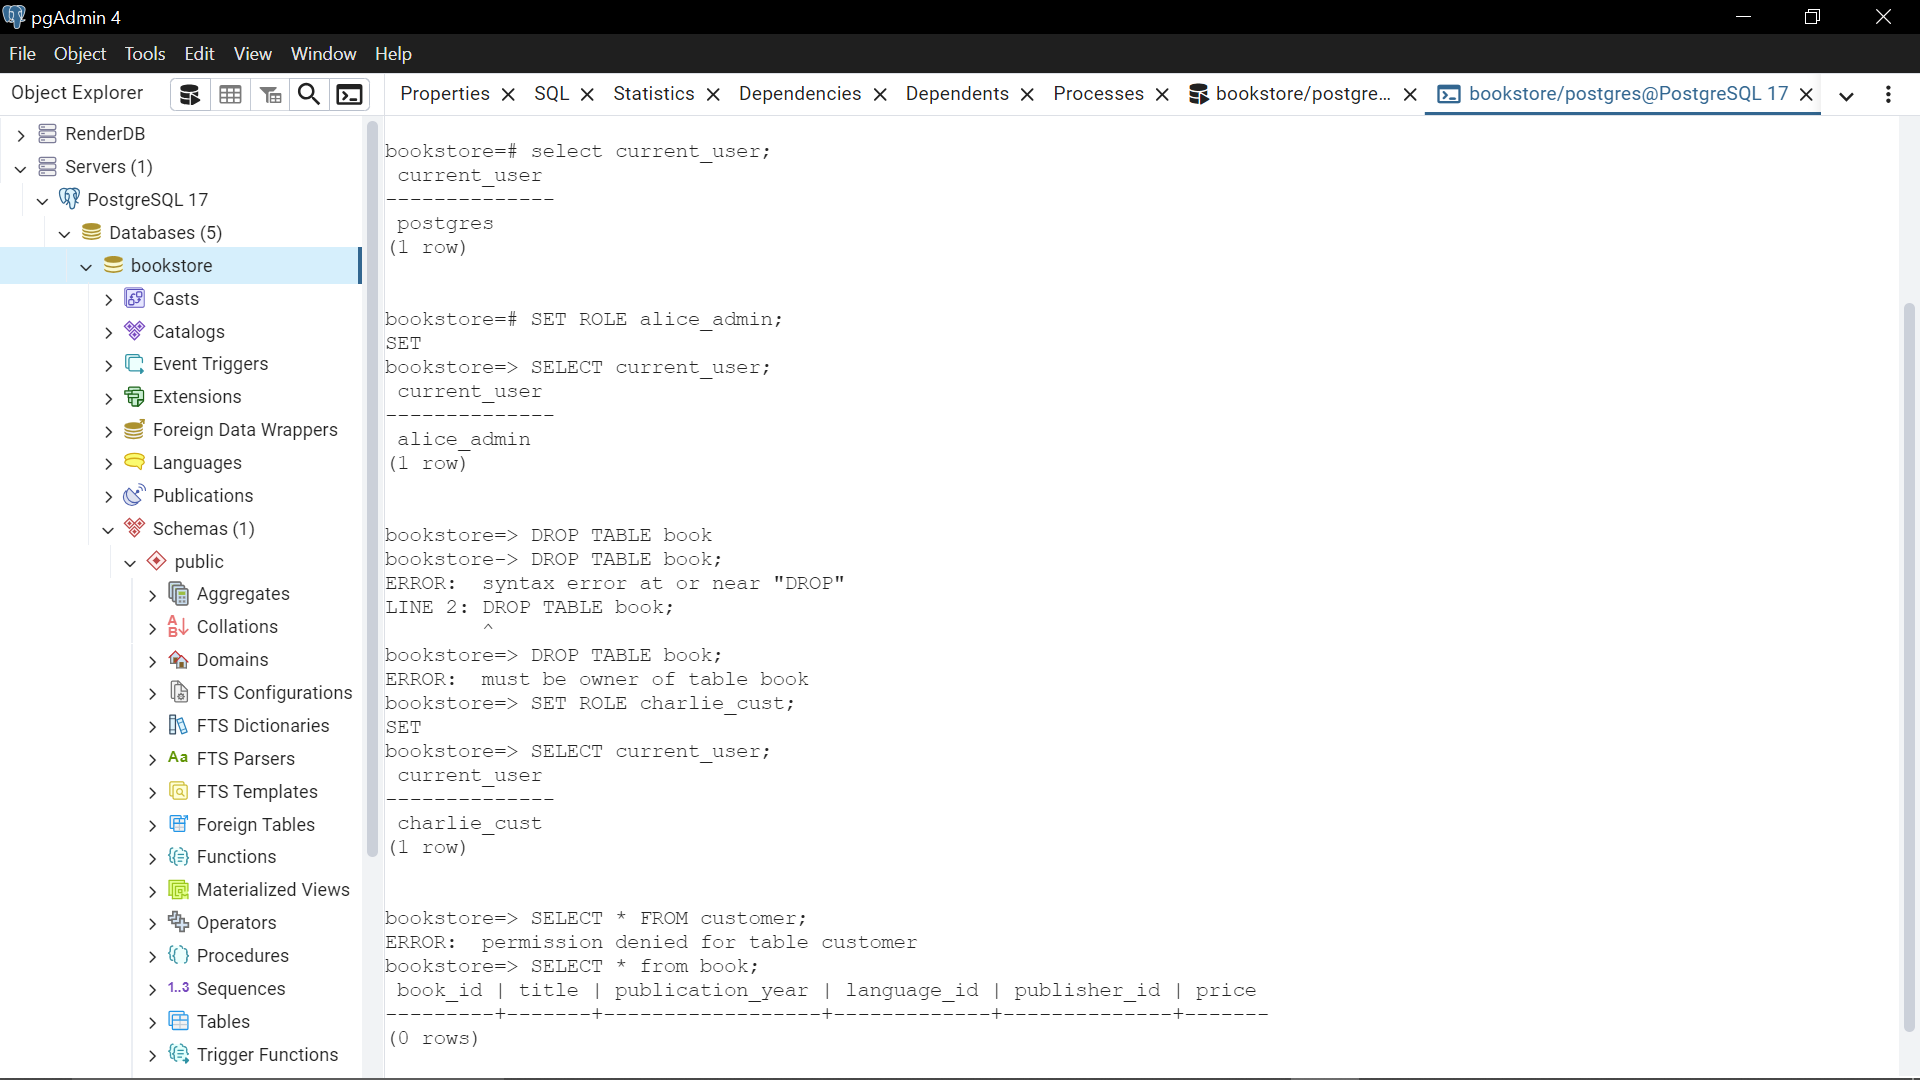 pgAdmin 4
File Object Tools Edit View Window Help
Object Explorer
Properties SQL Statistics Dependencies Dependents Processes bookstore/postgre... bookstore/postgres@PostgreSQL 17
RenderDB
Servers (1)
PostgreSQL 17
Databases (5)
bookstore
Casts
Catalogs
Event Triggers
Extensions
Foreign Data Wrappers
Languages
Publications
Schemas (1)
public
Aggregates
Collations
Domains
FTS Configurations
FTS Dictionaries
Aa FTS Parsers
FTS Templates
Foreign Tables
Functions
Materialized Views
Operators
Procedures
1..3 Sequences
Tables
Trigger Functions
bookstore=# select current_user;
 current_user
--------------
 postgres
(1 row)
bookstore=# SET ROLE alice_admin;
SET
bookstore=> SELECT current_user;
 current_user
--------------
 alice_admin
(1 row)
bookstore=> DROP TABLE book
bookstore-> DROP TABLE book;
ERROR:  syntax error at or near "DROP"
LINE 2: DROP TABLE book;
        ^
bookstore=> DROP TABLE book;
ERROR:  must be owner of table book
bookstore=> SET ROLE charlie_cust;
SET
bookstore=> SELECT current_user;
 current_user
--------------
 charlie_cust
(1 row)
bookstore=> SELECT * FROM customer;
ERROR:  permission denied for table customer
bookstore=> SELECT * from book;
 book_id | title | publication_year | language_id | publisher_id | price
---------+-------+------------------+-------------+--------------+-------
(0 rows)